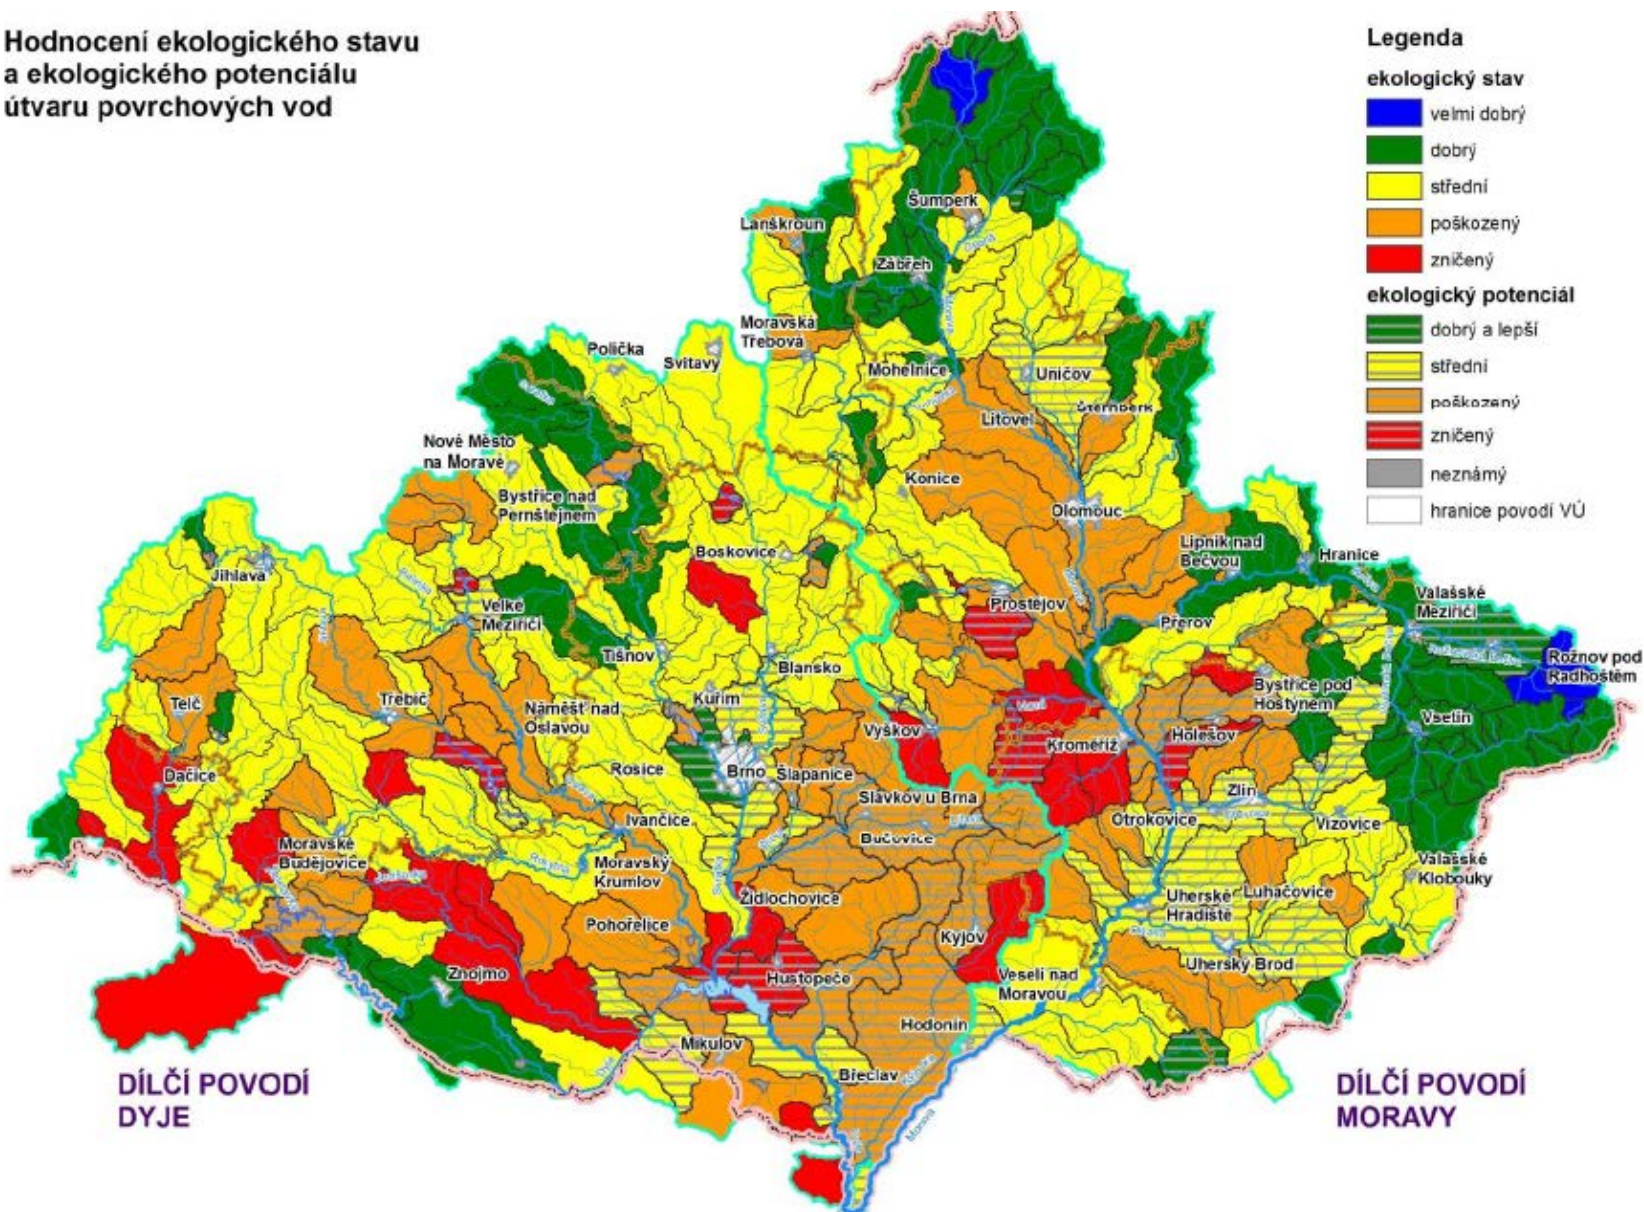 Hodnocení ekologického stavu
a ekologického potenciálu
útvaru povrchových vod
Legenda
ekologický stav
velmi dobrý
dobrý
střední
poškozený
zničený
ekologický potenciál
dobrý a lepší
střední
poškozený
zničený
neznámý
hranice povodí VÚ
Šumperk
Lanškroun
Zábřeh
Moravská
Třebová
Polička
Svitavy
Mohelnice
Uničov
Šternberk
Litovel
Nové Město
na Moravě
Konice
Bystřice nad
Pernštejnem
Olomouc
Boskovice
Lipník nad
Bečvou
Hranice
Jihlava
Valašské
Meziříčí
Prostějov
Velké
Meziříčí
Přerov
Tišnov
Blansko
Rožnov pod
Radhoštěm
Bystřice pod
Hostýnem
Telč
Třebíč
Kuřim
Náměšť nad
Oslavou
Vsetín
Vyškov
Kroměříž
Holešov
Dačice
Rosice
Brno
Šlapanice
Slavkov u Brna
Zlín
Ivančice
Bučovice
Otrokovice
Vizovice
Moravské
Budějovice
Moravský
Krumlov
Valašské
Klobouky
Židlochovice
Uherské
Hradiště
Luhačovice
Pohořelice
Kyjov
Uherský Brod
Znojmo
Hustopeče
Veselí nad
Moravou
Hodonín
Mikulov
Břeclav
Dyje
Morava
Svratka
Rokytná
DÍLČÍ POVODÍ
DYJE
DÍLČÍ POVODÍ
MORAVY